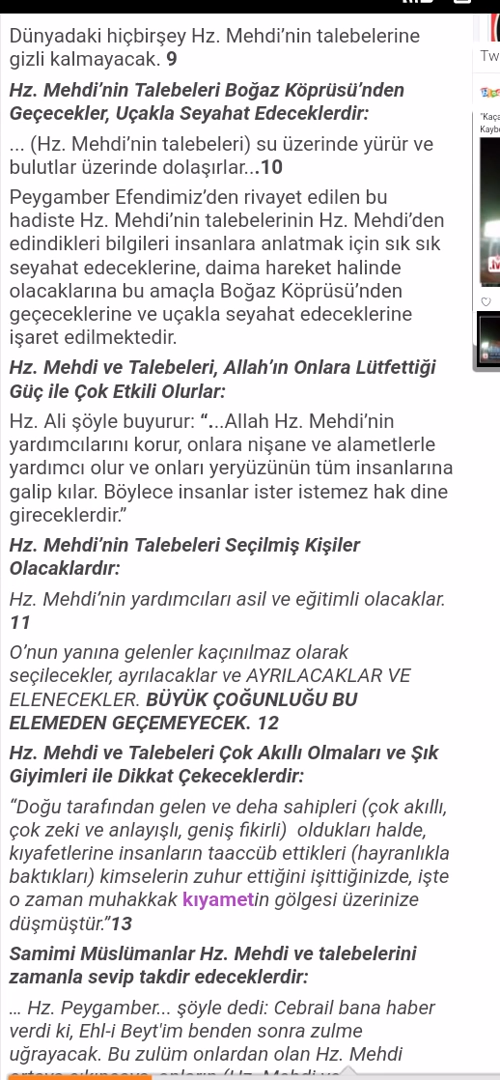 Dünyadaki hiçbirşey Hz. Mehdi’nin talebelerine
gizli kalmayacak. 9
Hz. Mehdi’nin Talebeleri Boğaz Köprüsü’nden
Geçecekler, Uçakla Seyahat Edeceklerdir:
... (Hz. Mehdi’nin talebeleri) su üzerinde yürür ve
bulutlar üzerinde dolaşırlar...10
Peygamber Efendimiz’den rivayet edilen bu
hadiste Hz. Mehdi’nin talebelerinin Hz. Mehdi’den
edindikleri bilgileri insanlara anlatmak için sık sık
seyahat edeceklerine, daima hareket halinde
olacaklarına bu amaçla Boğaz Köprüsü’nden
geçeceklerine ve uçakla seyahat edeceklerine
işaret edilmektedir.
Hz. Mehdi ve Talebeleri, Allah’ın Onlara Lütfettiği
Güç ile Çok Etkili Olurlar:
Hz. Ali şöyle buyurur: “...Allah Hz. Mehdi’nin
yardımcılarını korur, onlara nişane ve alametlerle
yardımcı olur ve onları yeryüzünün tüm insanlarına
galip kılar. Böylece insanlar ister istemez hak dine
gireceklerdir.”
Hz. Mehdi’nin Talebeleri Seçilmiş Kişiler
Olacaklardır:
Hz. Mehdi’nin yardımcıları asil ve eğitimli olacaklar.
11
O’nun yanına gelenler kaçınılmaz olarak
seçilecekler, ayrılacaklar ve AYRILACAKLAR VE
ELENECEKLER. BÜYÜK ÇOĞUNLUĞU BU
ELEMEDEN GEÇEMEYECEK. 12
Hz. Mehdi ve Talebeleri Çok Akıllı Olmaları ve Şık
Giyimleri ile Dikkat Çekeceklerdir:
“Doğu tarafından gelen ve deha sahipleri (çok akıllı,
çok zeki ve anlayışlı, geniş fikirli)  oldukları halde,
kıyafetlerine insanların taaccüb ettikleri (hayranlıkla
baktıkları) kimselerin zuhur ettiğini işittiğinizde, işte
o zaman muhakkak kıyametin gölgesi üzerinize
düşmüştür.”13
Samimi Müslümanlar Hz. Mehdi ve talebelerini
zamanla sevip takdir edeceklerdir:
... Hz. Peygamber... şöyle dedi: Cebrail bana haber
verdi ki, Ehl-i Beyt'im benden sonra zulme
uğrayacak. Bu zulüm onlardan olan Hz. Mehdi
Tw
"Kaça
Kaybo